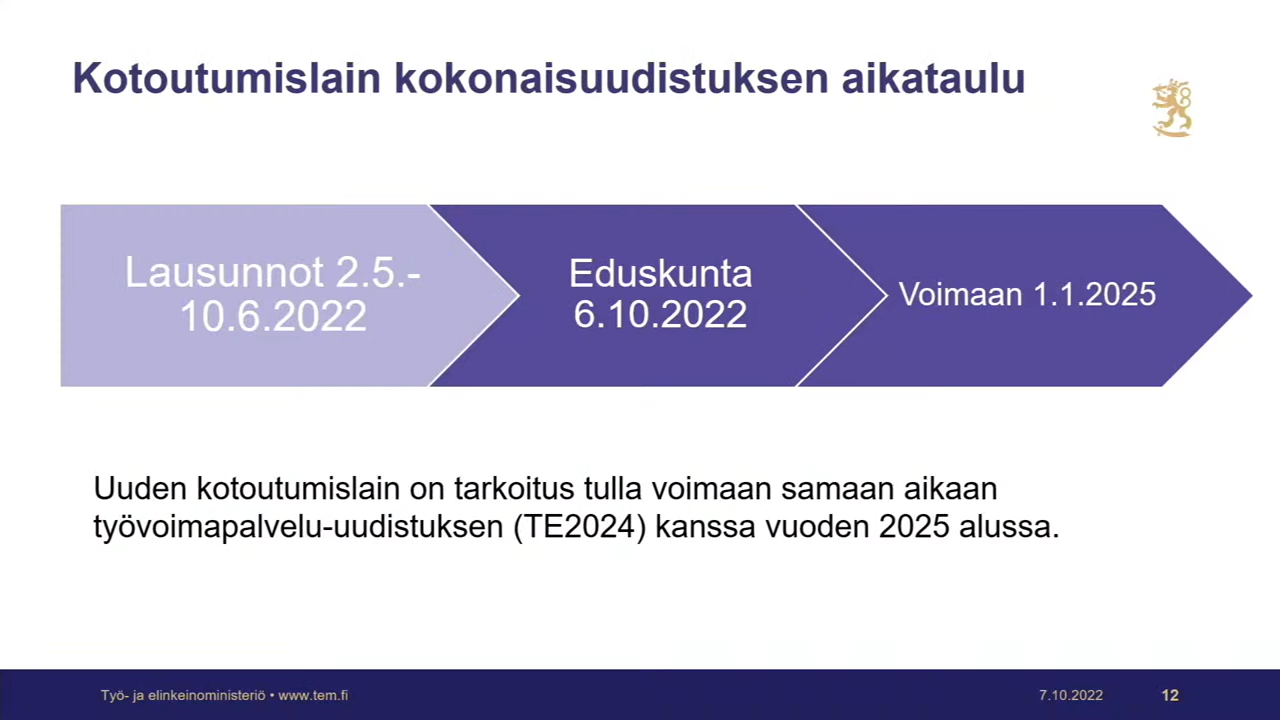 Kotoutumislain kokonaisuudistuksen aikataulu
Lausunnot 2.5.-
10.6.2022
Eduskunta
6.10.2022
Voimaan 1.1.2025
Uuden kotoutumislain on tarkoitus tulla voimaan samaan aikaan
työvoimapalvelu-uudistuksen (TE2024) kanssa vuoden 2025 alussa.
Työ- ja elinkeinoministeriö • www.tem.fi
7.10.2022
12